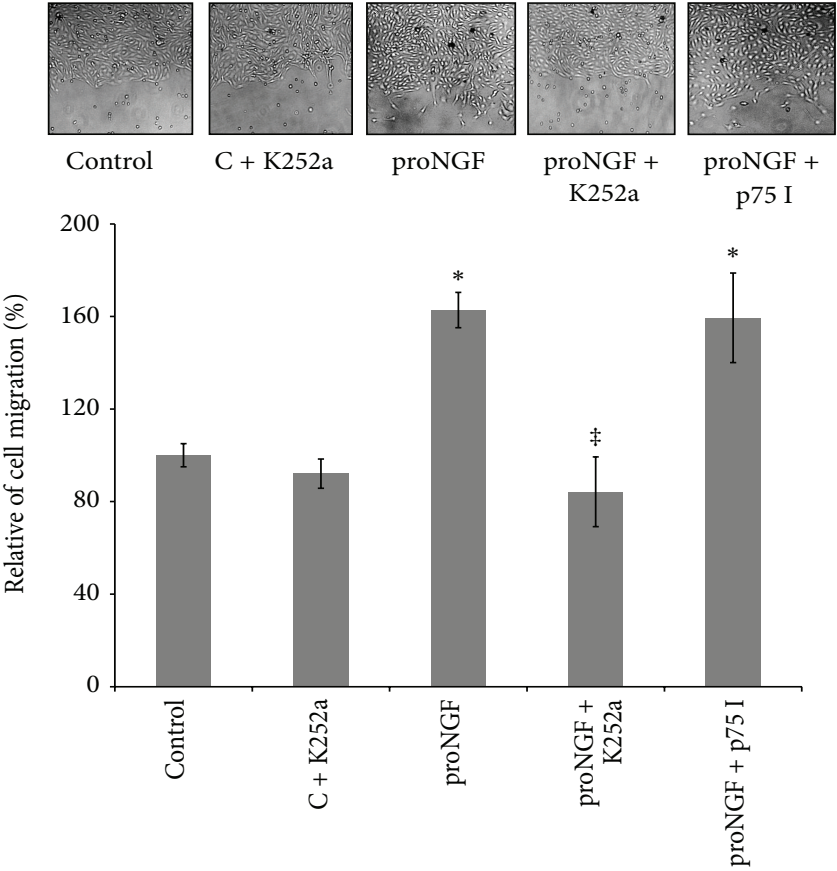 Control
C + K252a
proNGF
proNGF +
K252a
proNGF +
p75 I
200
160
120
80
40
0
Relative of cell migration (%)
*
‡
*
Control
C + K252a
proNGF
proNGF +
K252a
proNGF + p75 I